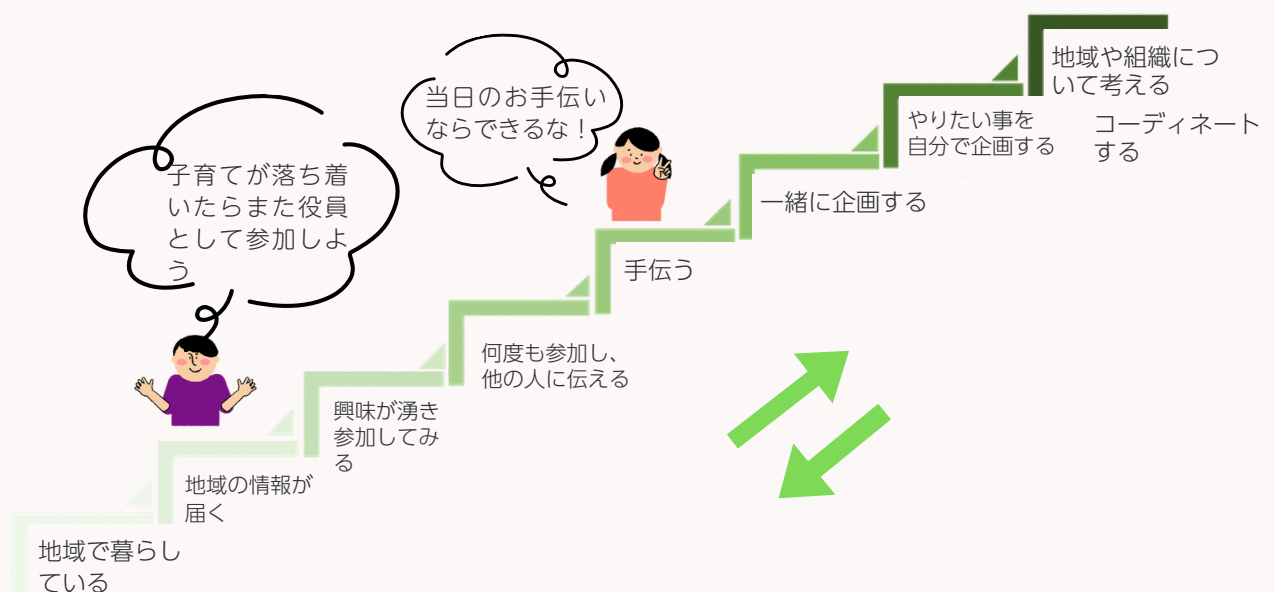 子育てが落ち着
いたらまた役員
として参加しよ
う
当日のお手伝い
ならできるな！
地域で暮らし
ている
地域の情報が
届く
興味が湧き
参加してみ
る
何度も参加し、
他の人に伝える
手伝う
一緒に企画する
やりたい事を
自分で企画する
地域や組織につ
いて考える
コーディネート
する